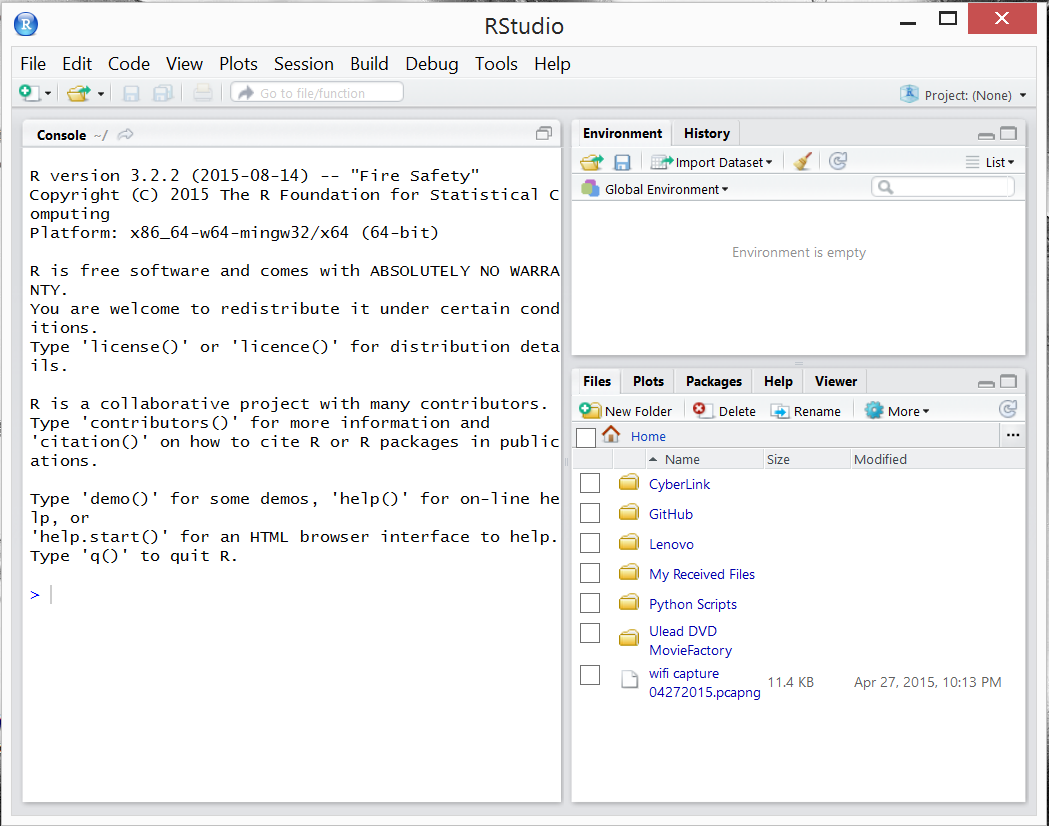 R
RStudio
File Edit Code View Plots Session Build Debug Tools Help
Go to file/function
R Project: (None)
Console ~/
R version 3.2.2 (2015-08-14) -- "Fire Safety"
Copyright (C) 2015 The R Foundation for Statistical C
omputing
Platform: x86_64-w64-mingw32/x64 (64-bit)
R is free software and comes with ABSOLUTELY NO WARRA
NTY.
You are welcome to redistribute it under certain cond
itions.
Type 'license()' or 'licence()' for distribution deta
ils.
R is a collaborative project with many contributors.
Type 'contributors()' for more information and
'citation()' on how to cite R or R packages in public
ations.
Type 'demo()' for some demos, 'help()' for on-line he
lp, or
'help.start()' for an HTML browser interface to help.
Type 'q()' to quit R.
>
Environment History
Import Dataset List
Global Environment
Environment is empty
Files Plots Packages Help Viewer
New Folder Delete Rename More
Home ...
Name Size Modified
CyberLink
GitHub
Lenovo
My Received Files
Python Scripts
Ulead DVD
MovieFactory
wifi capture
04272015.pcapng 11.4 KB Apr 27, 2015, 10:13 PM